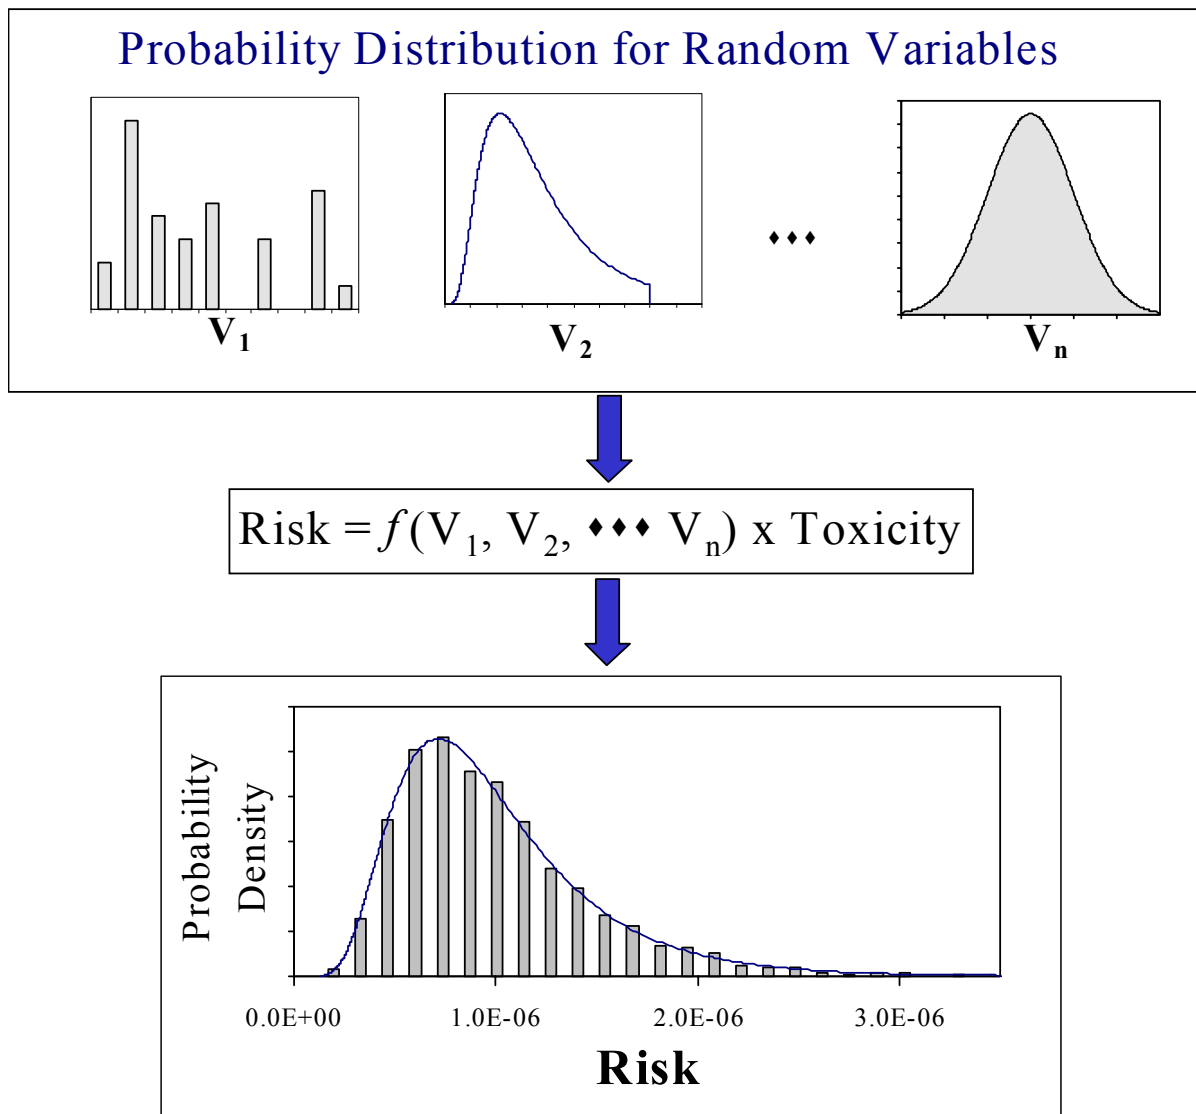 Probability Distribution for Random Variables
V1
V2
♦♦♦
Vn
Risk = f(V1, V2, ♦♦♦ Vn) x Toxicity
Probability
Density
0.0E+00
1.0E-06
2.0E-06
3.0E-06
Risk